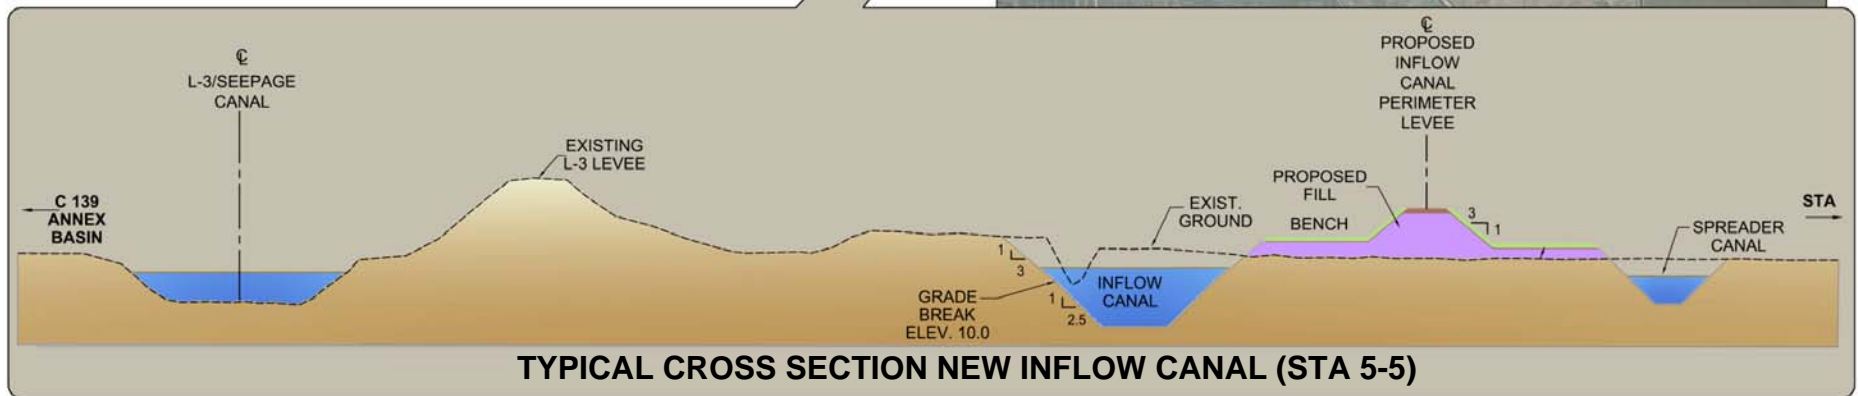 ℄
L-3/SEEPAGE
CANAL
EXISTING
L-3 LEVEE
C 139
ANNEX
BASIN
℄
PROPOSED
INFLOW
CANAL
PERIMETER
LEVEE
PROPOSED
FILL
BENCH
EXIST.
GROUND
3
1
STA
SPREADER
CANAL
1
3
GRADE
BREAK
ELEV. 10.0
1
2.5
INFLOW
CANAL
TYPICAL CROSS SECTION NEW INFLOW CANAL (STA 5-5)